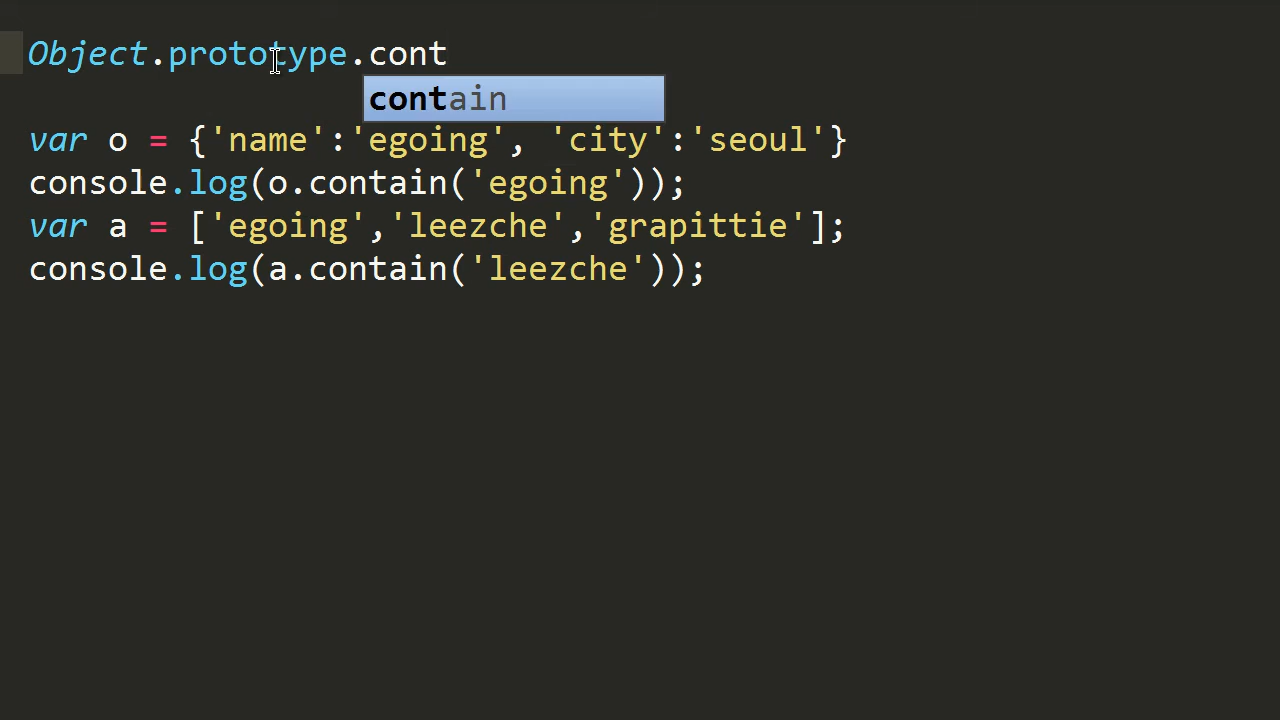 Object.prototype.cont
contain
var o = {'name':'egoing', 'city':'seoul'}
console.log(o.contain('egoing'));
var a = ['egoing','leezche','grapittie'];
console.log(a.contain('leezche'));